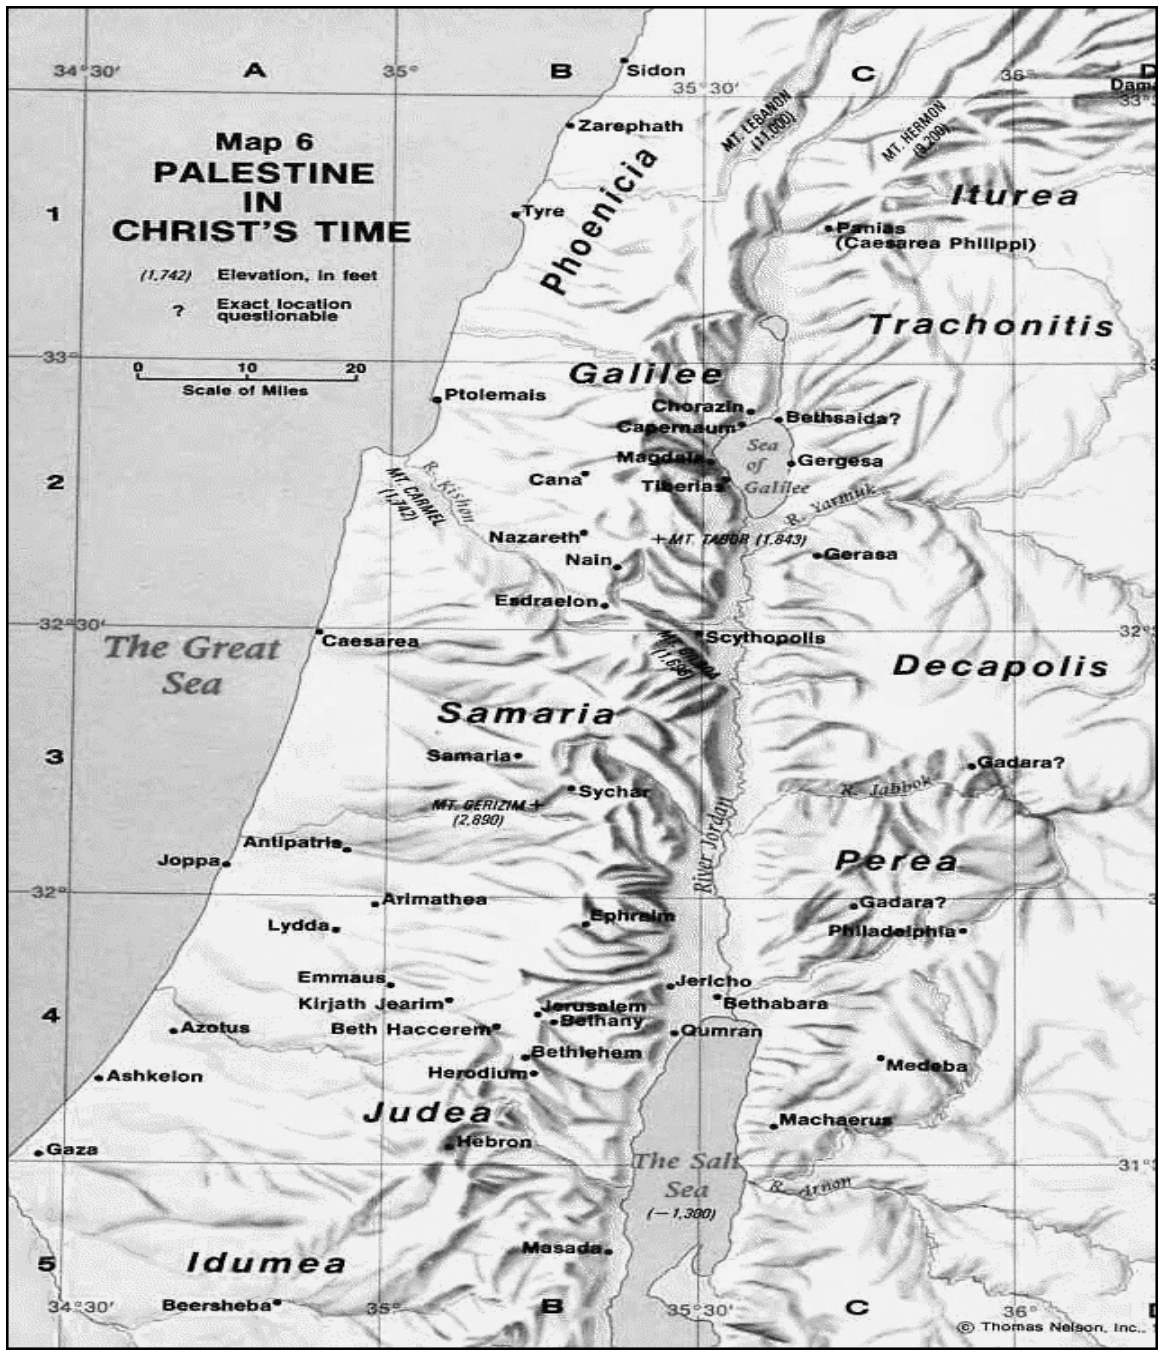 34°30'
A
35°
B
Sidon
35°30'
C
36°
D
Dama
33°
MT. LEBANON
(11,000)
MT. HERMON
(9,200)
Zarephath
Map 6
PALESTINE
IN
CHRIST'S TIME
1
(1,742) Elevation, in feet
? Exact location
questionable
Tyre
Phoenicia
Iturea
Panias
(Caesarea Philippi)
Trachonitis
33°
0 10 20
Scale of Miles
Galilee
Ptolemais
Chorazin
Bethsaida?
Capernaum
Sea
of
Galilee
Magdala
Gergesa
2
MT. CARMEL
(1,742)
R. Kishon
Cana
Tiberias
R. Yarmuk
Nazareth
+MT. TABOR (1,843)
Nain
Gerasa
Esdraelon
32°30'
32°
The Great
Sea
Caesarea
Scythopolis
Decapolis
Samaria
3
Samaria
Gadara?
Sychar
R. Jabbok
MT. GERIZIM +
(2,890)
River Jordan
Antipatris
Joppa
Perea
32°
Arimathea
Gadara?
Lydda
Ephraim
Philadelphia
Emmaus
Jericho
Kirjath Jearim
Jerusalem
Bethabara
4
Azotus
Beth Haccerem
Bethany
Qumran
Bethlehem
Medeba
Ashkelon
Herodium
Judea
Machaerus
Gaza
Hebron
The Salt
Sea
(–1,300)
31°
R. Arnon
Masada
5
Idumea
34°30'
Beersheba
35°
B
35°30'
C
36°
© Thomas Nelson, Inc.,